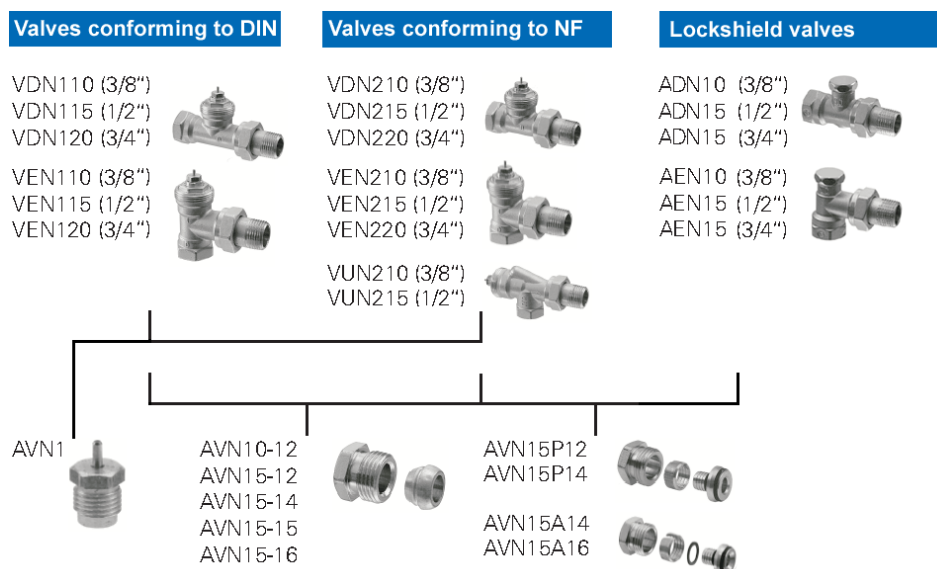 Valves conforming to DIN
VDN110 (3/8“)
VDN115 (1/2“)
VDN120 (3/4“)
VEN110 (3/8“)
VEN115 (1/2“)
VEN120 (3/4“)
Valves conforming to NF
VDN210 (3/8“)
VDN215 (1/2“)
VDN220 (3/4“)
VEN210 (3/8“)
VEN215 (1/2“)
VEN220 (3/4“)
VUN210 (3/8“)
VUN215 (1/2“)
Lockshield valves
ADN10 (3/8“)
ADN15 (1/2“)
ADN15 (3/4“)
AEN10 (3/8“)
AEN15 (1/2“)
AEN15 (3/4“)
AVN1
AVN10-12
AVN15-12
AVN15-14
AVN15-15
AVN15-16
AVN15P12
AVN15P14
AVN15A14
AVN15A16